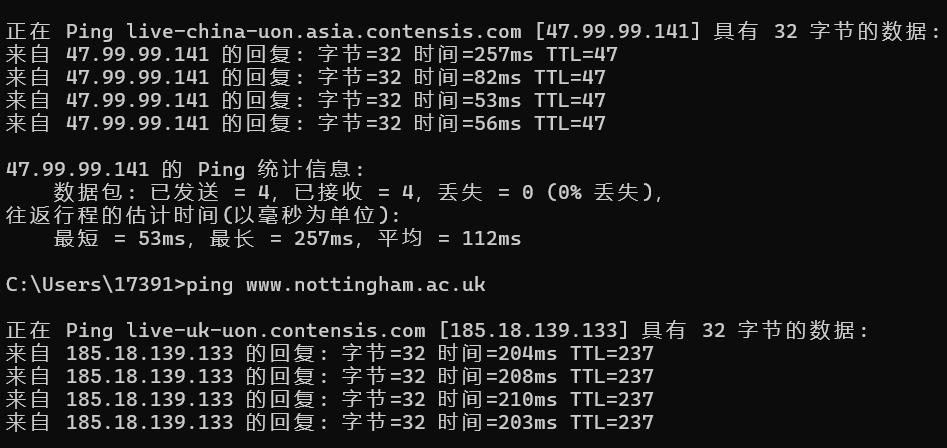 正在 Ping live-china-uon.asia.contensis.com [47.99.99.141] 具有 32 字节的数据:
来自 47.99.99.141 的回复: 字节=32 时间=257ms TTL=47
来自 47.99.99.141 的回复: 字节=32 时间=82ms TTL=47
来自 47.99.99.141 的回复: 字节=32 时间=53ms TTL=47
来自 47.99.99.141 的回复: 字节=32 时间=56ms TTL=47
47.99.99.141 的 Ping 统计信息:
数据包: 已发送 = 4, 已接收 = 4, 丢失 = 0 (0% 丢失),
往返行程的估计时间(以毫秒为单位):
最短 = 53ms, 最长 = 257ms, 平均 = 112ms
C:\Users\17391>ping www.nottingham.ac.uk
正在 Ping live-uk-uon.contensis.com [185.18.139.133] 具有 32 字节的数据:
来自 185.18.139.133 的回复: 字节=32 时间=204ms TTL=237
来自 185.18.139.133 的回复: 字节=32 时间=208ms TTL=237
来自 185.18.139.133 的回复: 字节=32 时间=210ms TTL=237
来自 185.18.139.133 的回复: 字节=32 时间=203ms TTL=237